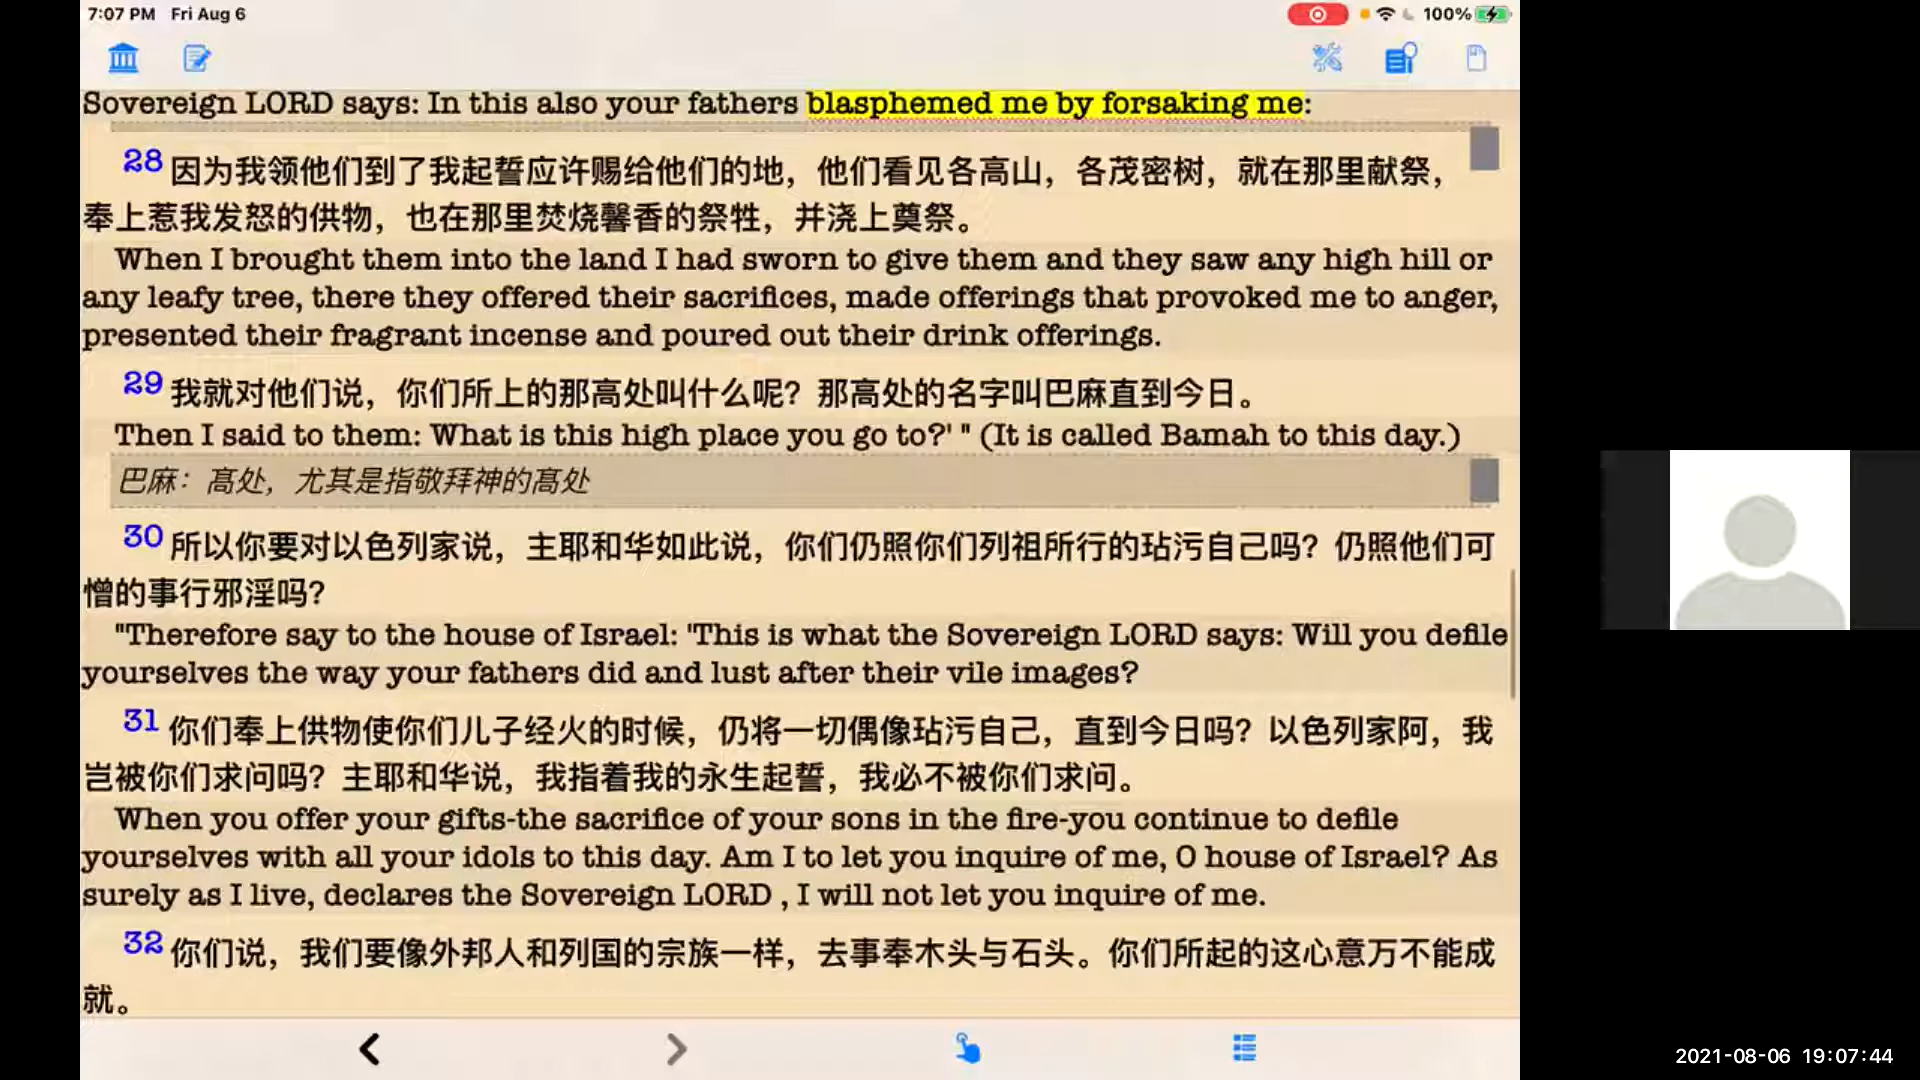 7:07 PM Fri Aug 6 100%
Sovereign LORD says: In this also your fathers blasphemed me by forsaking me:
28 因为我领他们到了我起誓应许赐给他们的地，他们看见各高山，各茂密树，就在那里献祭，
奉上惹我发怒的供物，也在那里焚烧馨香的祭牲，并浇上奠祭。
When I brought them into the land I had sworn to give them and they saw any high hill or
any leafy tree, there they offered their sacrifices, made offerings that provoked me to anger,
presented their fragrant incense and poured out their drink offerings.
29 我就对他们说，你们所上的那高处叫什么呢？那高处的名字叫巴麻直到今日。
Then I said to them: What is this high place you go to?' " (It is called Bamah to this day.)
巴麻：髙处，尤其是指敬拜神的髙处
30 所以你要对以色列家说，主耶和华如此说，你们仍照你们列祖所行的玷污自己吗？仍照他们可
憎的事行邪淫吗？
"Therefore say to the house of Israel: 'This is what the Sovereign LORD says: Will you defile
yourselves the way your fathers did and lust after their vile images?
31 你们奉上供物使你们儿子经火的时候，仍将一切偶像玷污自己，直到今日吗？以色列家阿，我
岂被你们求问吗？主耶和华说，我指着我的永生起誓，我必不被你们求问。
When you offer your gifts-the sacrifice of your sons in the fire-you continue to defile
yourselves with all your idols to this day. Am I to let you inquire of me, O house of Israel? As
surely as I live, declares the Sovereign LORD , I will not let you inquire of me.
32 你们说，我们要像外邦人和列国的宗族一样，去事奉木头与石头。你们所起的这心意万不能成
就。
2021-08-06 19:07:44